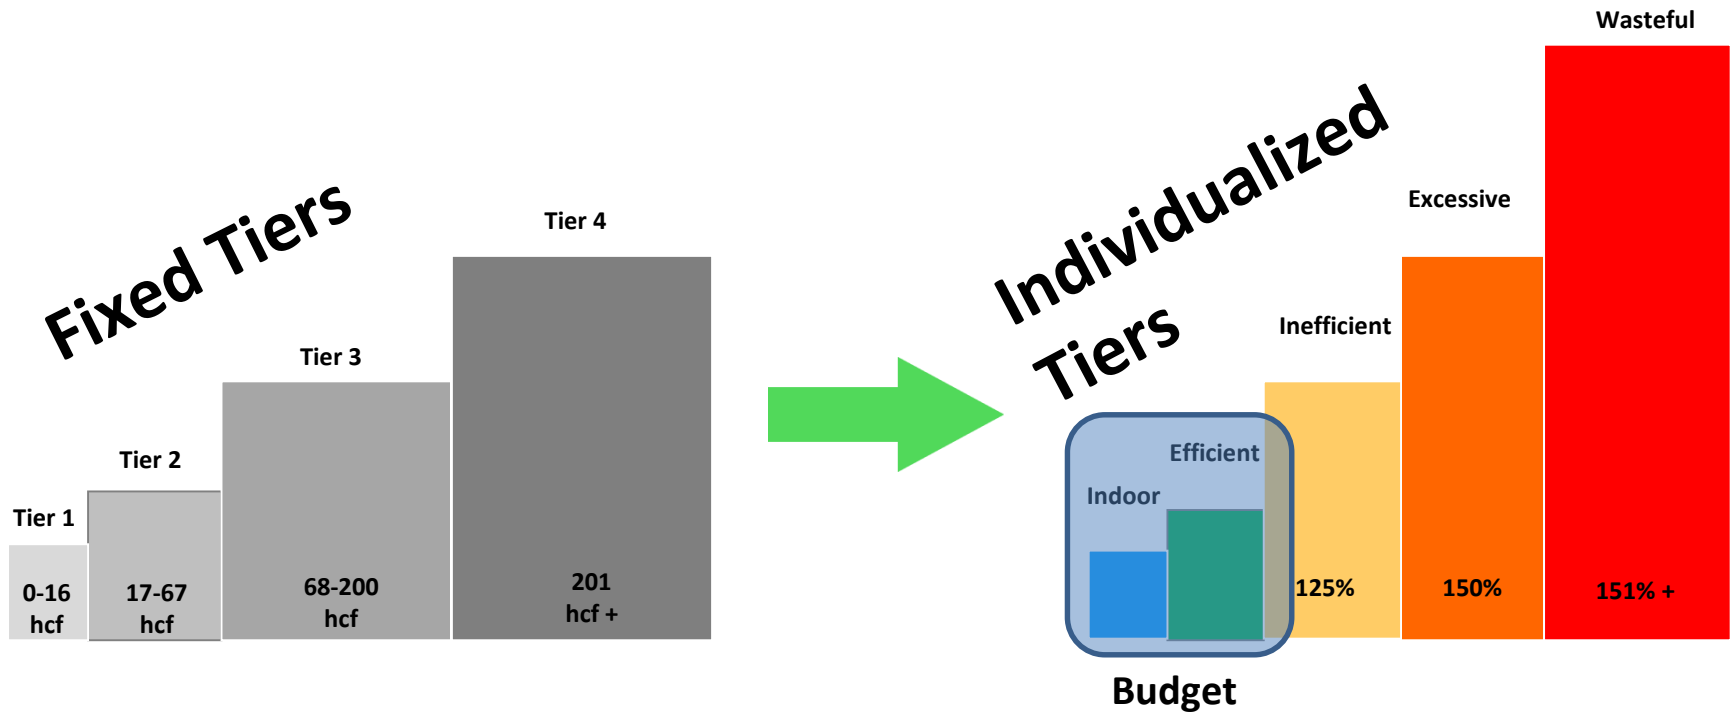 Fixed Tiers
Tier 1
0-16
hcf
Tier 2
17-67
hcf
Tier 3
68-200
hcf
Tier 4
201
hcf +
Individualized
Tiers
Indoor
Efficient
Inefficient
125%
Excessive
150%
Wasteful
151% +
Budget